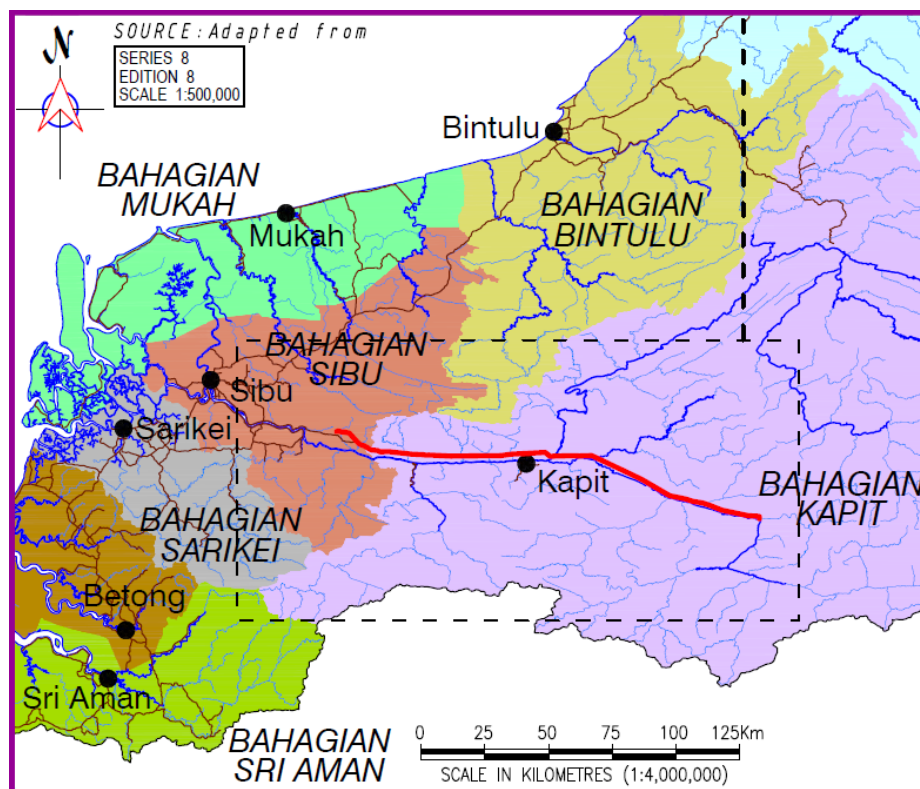 N
SOURCE: Adapted from
SERIES 8
EDITION 8
SCALE 1:500,000
Bintulu
BAHAGIAN
MUKAH
Mukah
BAHAGIAN
BINTULU
BAHAGIAN
SIBU
Sibu
Sarikei
Kapit
BAHAGIAN
KAPIT
BAHAGIAN
SARIKEI
Betong
Sri Aman
BAHAGIAN
SRI AMAN
0 25 50 75 100 125Km
SCALE IN KILOMETRES (1:4,000,000)